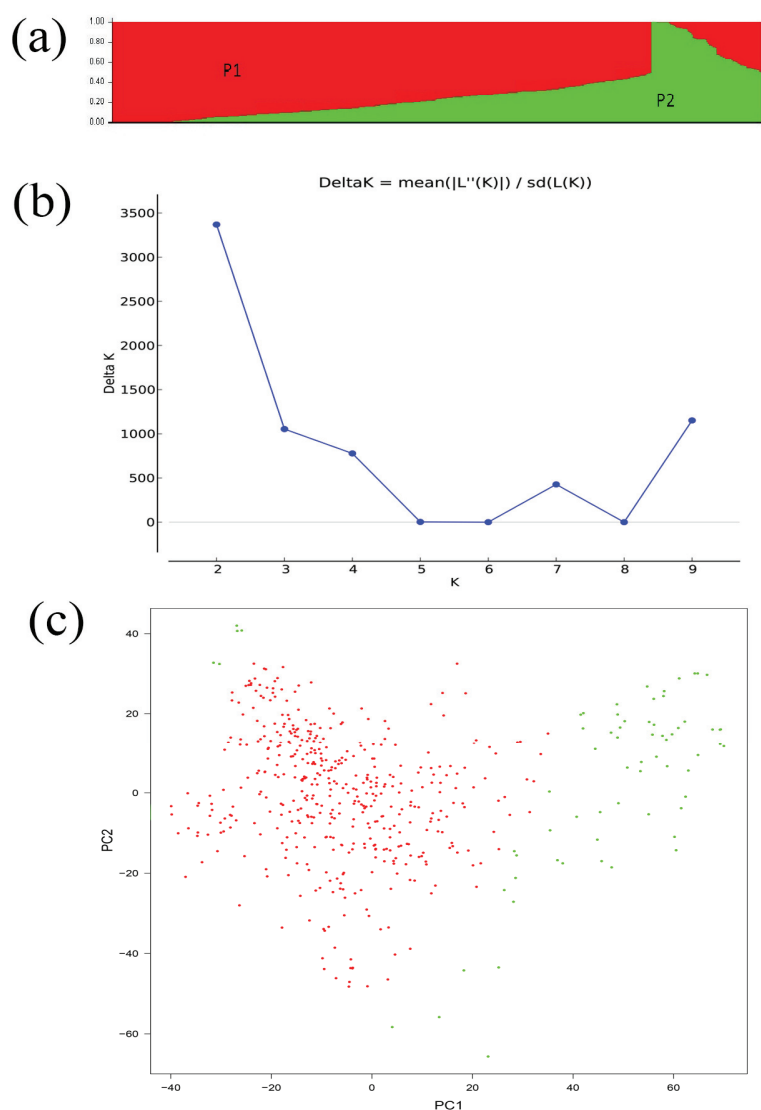 (a)
1.00
0.80
0.60
0.40
0.20
0.00
P1
P2
(b)
DeltaK = mean(|L''(K)|) / sd(L(K))
3500
3000
2500
2000
1500
1000
500
0
Delta K
2 3 4 5 6 7 8 9
K
(c)
40
20
0
−20
−40
−60
PC2
−40 −20 0 20 40 60
PC1